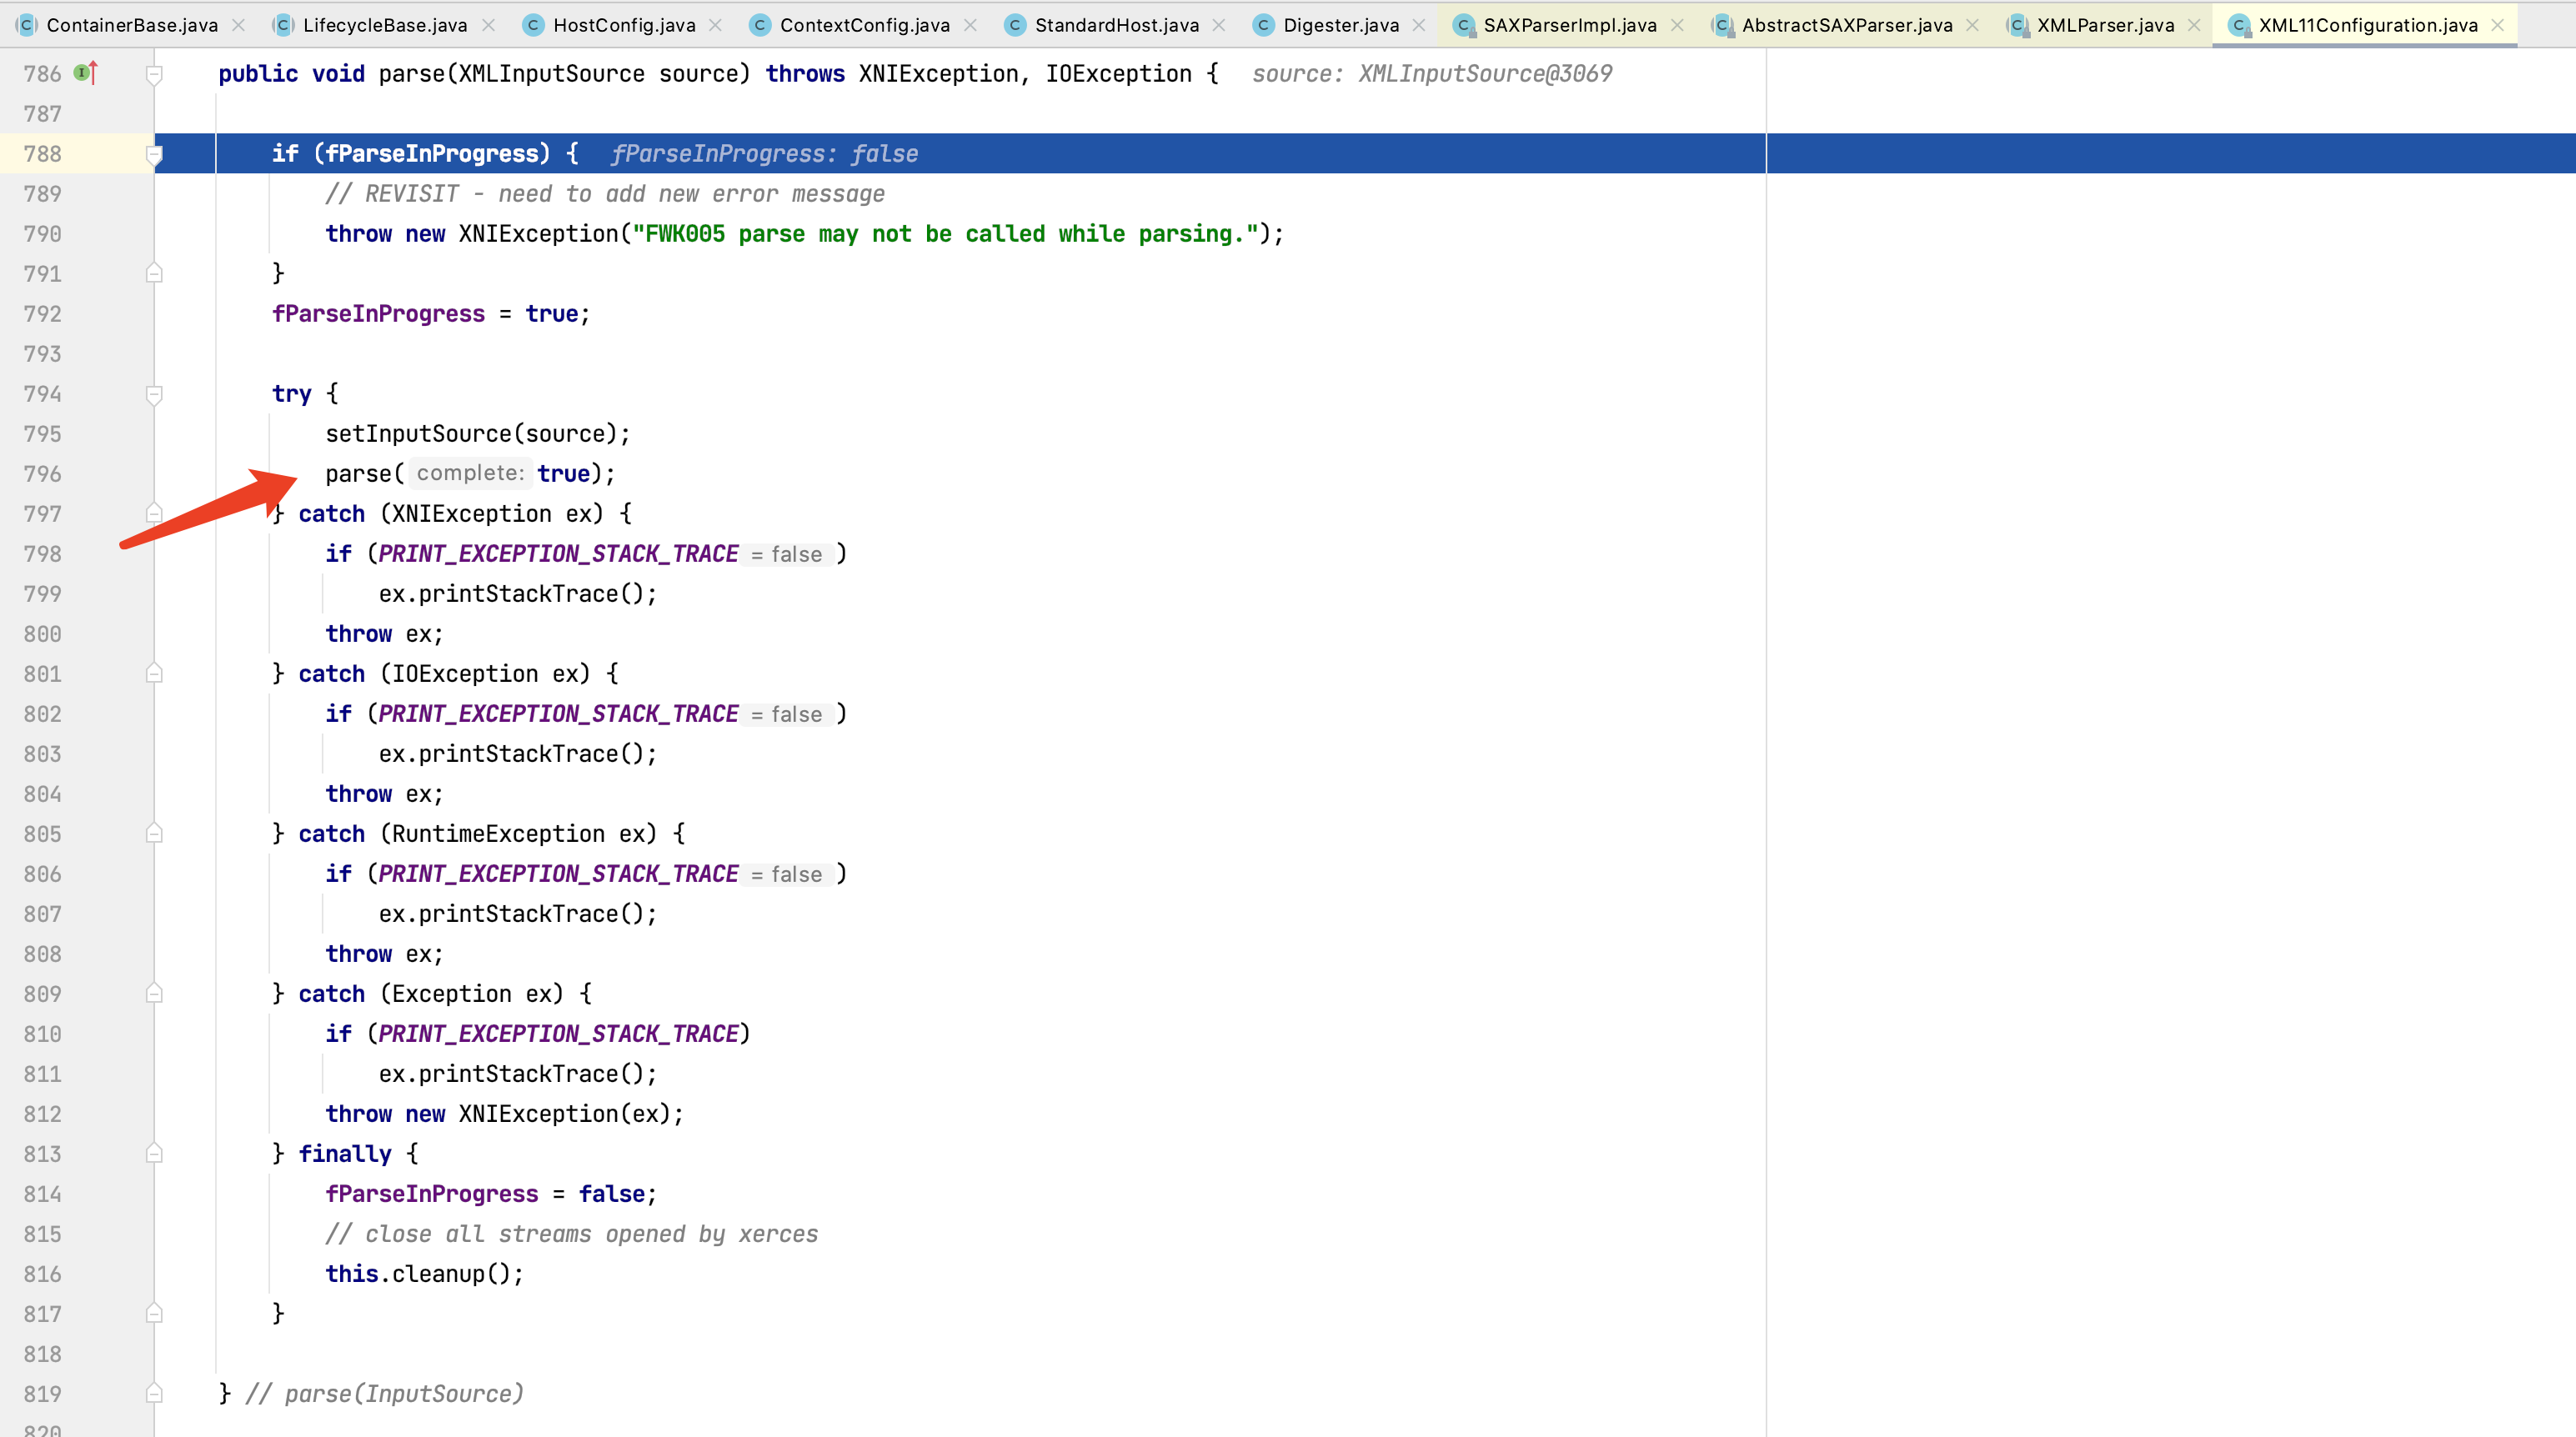 ContainerBase.java LifecycleBase.java HostConfig.java ContextConfig.java StandardHost.java Digester.java SAXParserImpl.java AbstractSAXParser.java XMLParser.java XML11Configuration.java
786 public void parse(XMLInputSource source) throws XNIException, IOException { source: XMLInputSource@3069
787
788 if (fParseInProgress) { fParseInProgress: false
789 // REVISIT - need to add new error message
790 throw new XNIException("FWK005 parse may not be called while parsing.");
791 }
792 fParseInProgress = true;
793
794 try {
795 setInputSource(source);
796 parse( complete: true);
797 } catch (XNIException ex) {
798 if (PRINT_EXCEPTION_STACK_TRACE = false )
799 ex.printStackTrace();
800 throw ex;
801 } catch (IOException ex) {
802 if (PRINT_EXCEPTION_STACK_TRACE = false )
803 ex.printStackTrace();
804 throw ex;
805 } catch (RuntimeException ex) {
806 if (PRINT_EXCEPTION_STACK_TRACE = false )
807 ex.printStackTrace();
808 throw ex;
809 } catch (Exception ex) {
810 if (PRINT_EXCEPTION_STACK_TRACE)
811 ex.printStackTrace();
812 throw new XNIException(ex);
813 } finally {
814 fParseInProgress = false;
815 // close all streams opened by xerces
816 this.cleanup();
817 }
818
819 } // parse(InputSource)
820